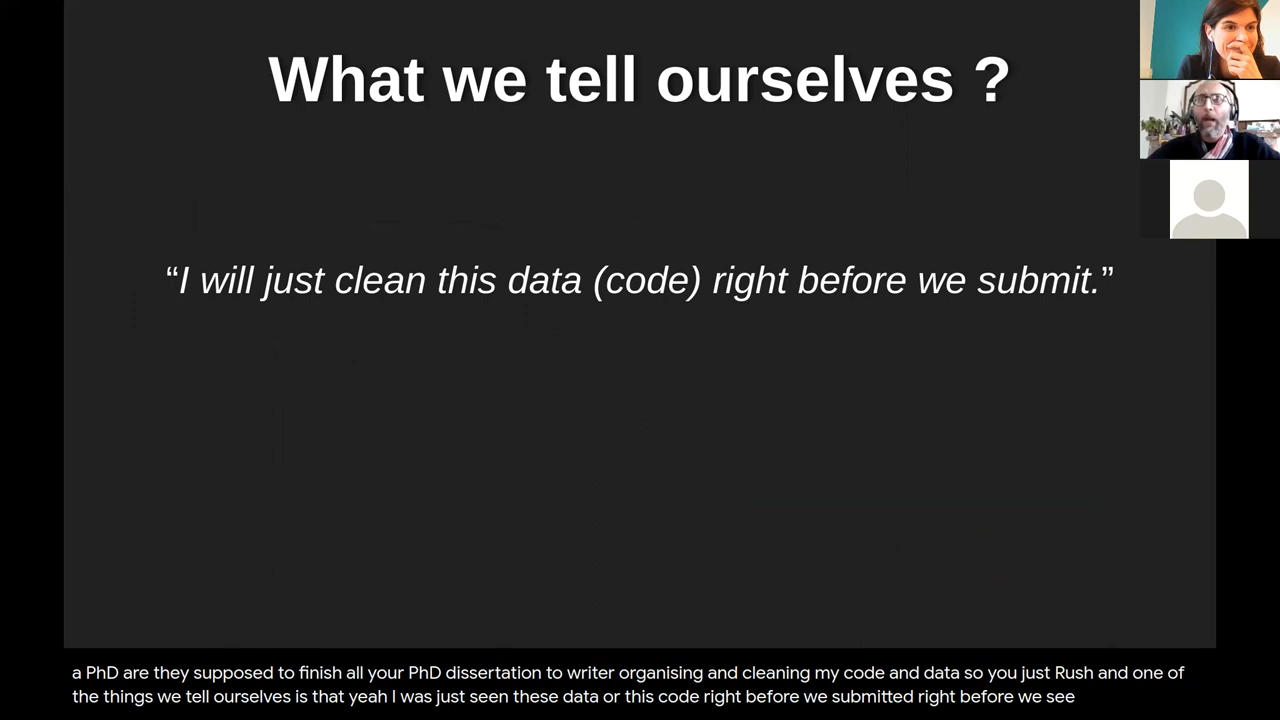 What we tell ourselves ?
“I will just clean this data (code) right before we submit.”
a PhD are they supposed to finish all your PhD dissertation to writer organising and cleaning my code and data so you just Rush and one of
the things we tell ourselves is that yeah I was just seen these data or this code right before we submitted right before we see